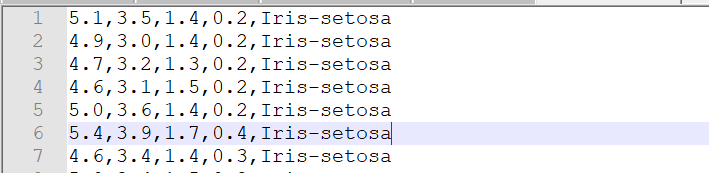 1 5.1,3.5,1.4,0.2,Iris-setosa
2 4.9,3.0,1.4,0.2,Iris-setosa
3 4.7,3.2,1.3,0.2,Iris-setosa
4 4.6,3.1,1.5,0.2,Iris-setosa
5 5.0,3.6,1.4,0.2,Iris-setosa
6 5.4,3.9,1.7,0.4,Iris-setosa
7 4.6,3.4,1.4,0.3,Iris-setosa